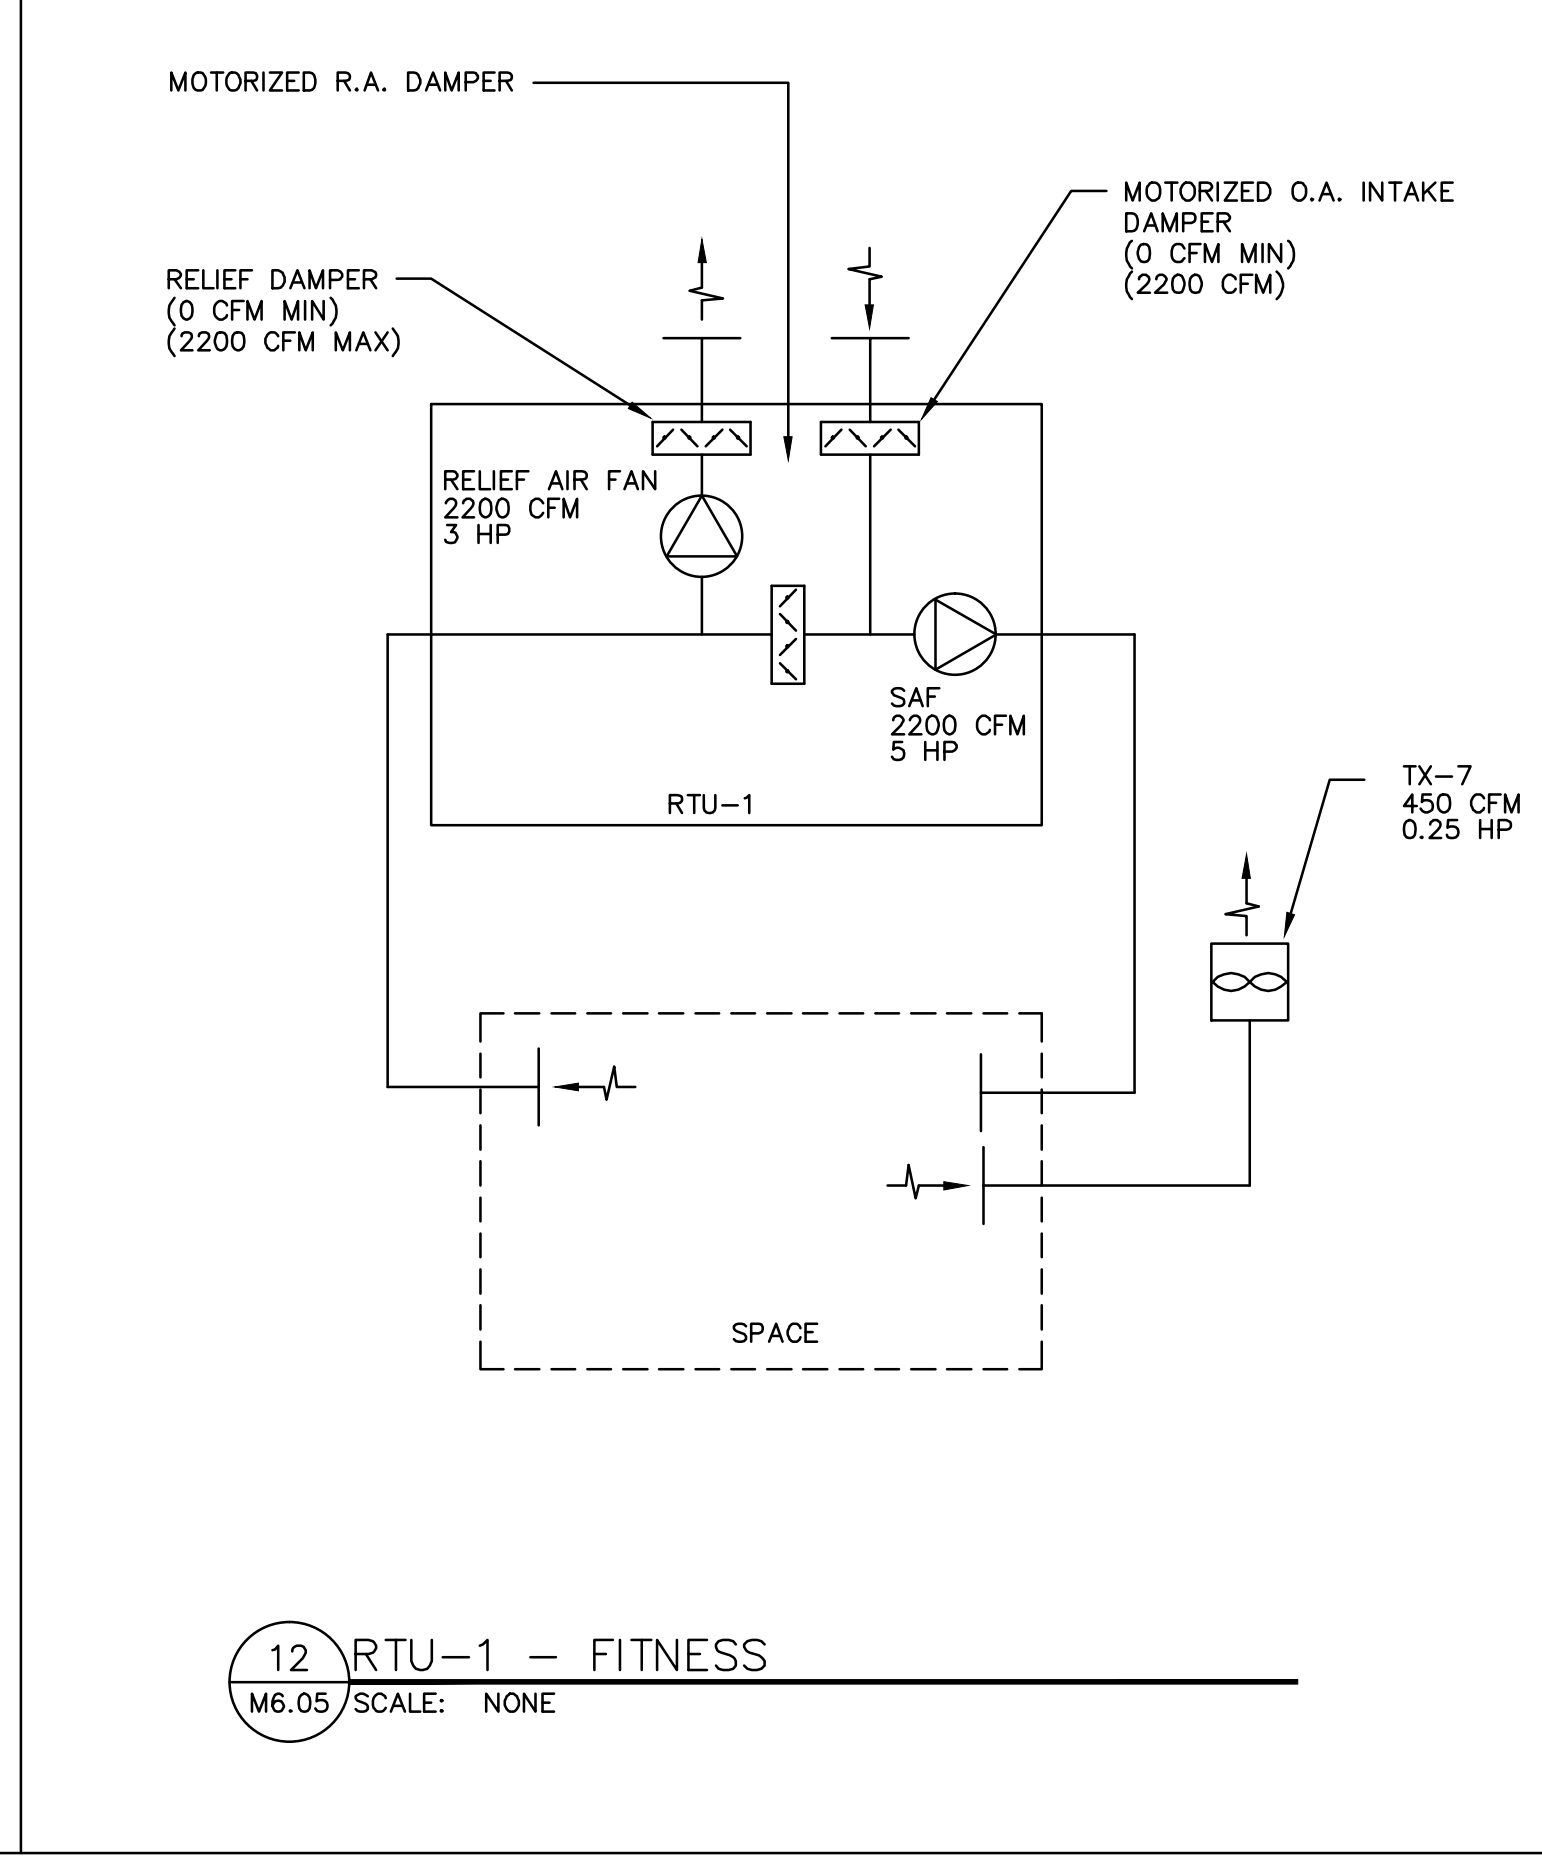 MOTORIZED R.A. DAMPER
MOTORIZED O.A. INTAKE
DAMPER
(0 CFM MIN)
(2200 CFM)
RELIEF DAMPER
(0 CFM MIN)
(2200 CFM MAX)
RELIEF AIR FAN
2200 CFM
3 HP
SAF
2200 CFM
5 HP
RTU-1
TX-7
450 CFM
0.25 HP
SPACE
12
RTU-1 - FITNESS
M6.05
SCALE: NONE